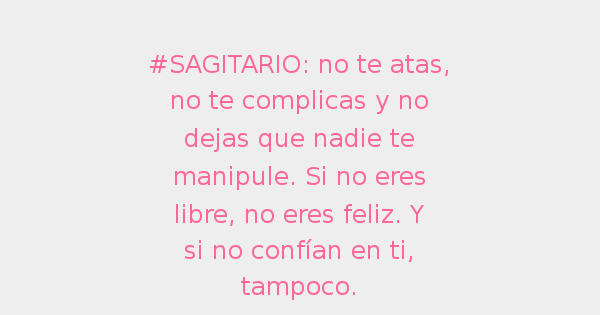 #SAGITARIO: no te atas,
no te complicas y no
dejas que nadie te
manipule. Si no eres
libre, no eres feliz. Y
si no confían en ti,
tampoco.